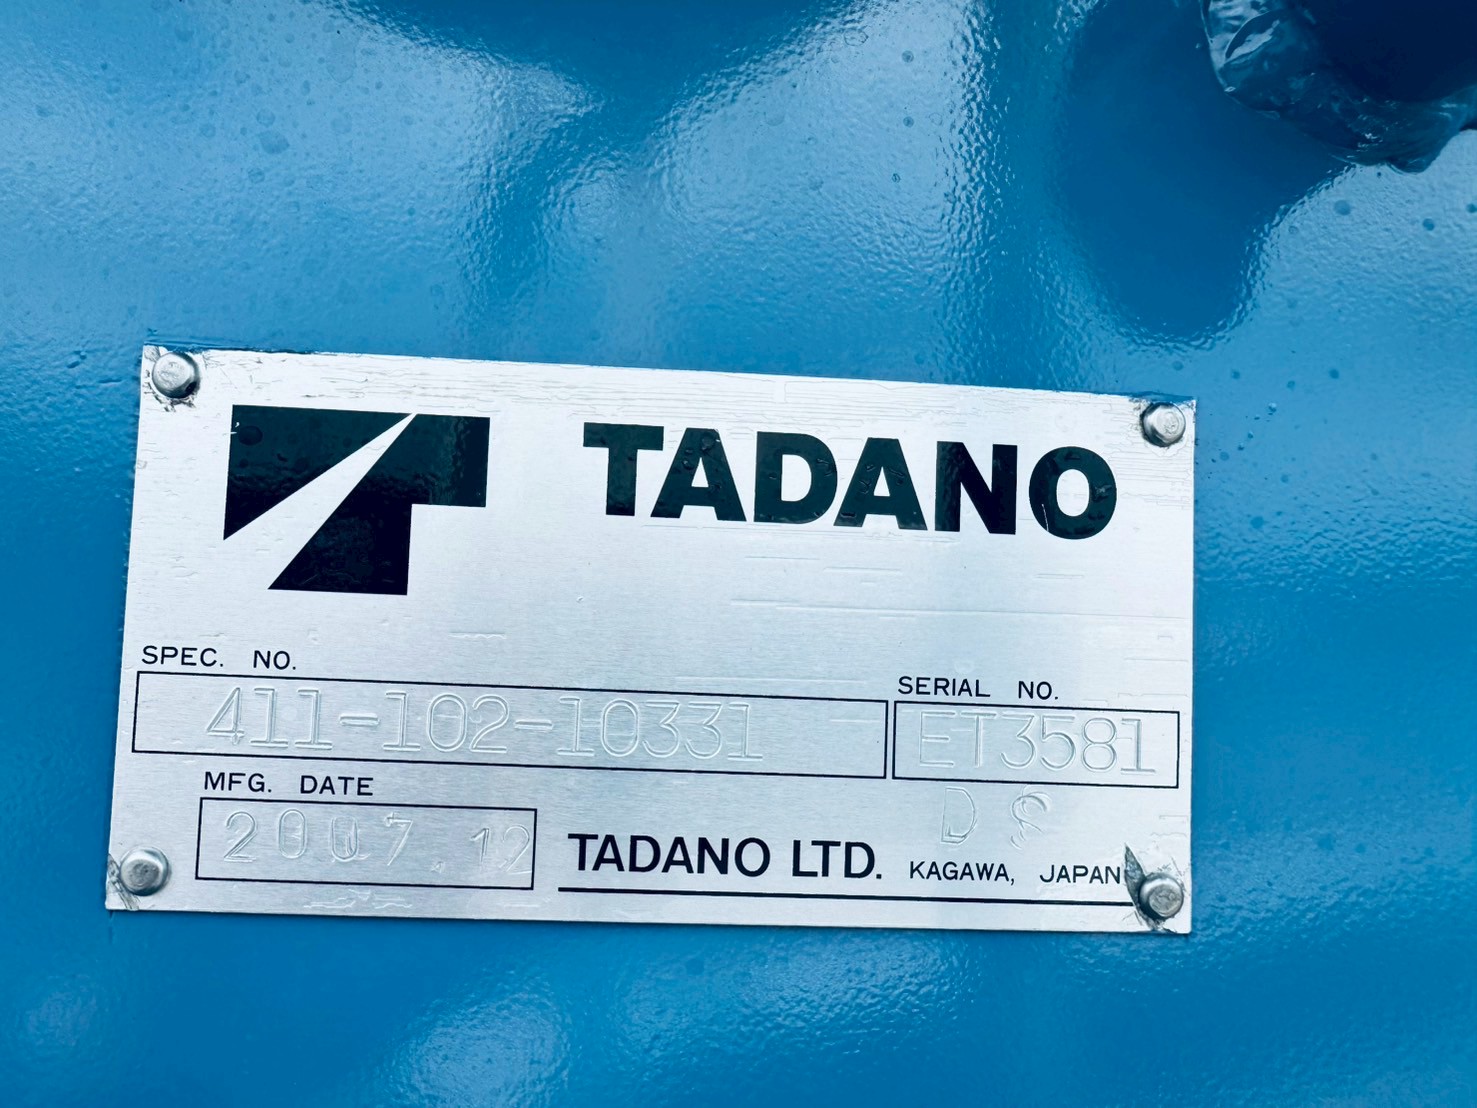 TADANO
SPEC. NO.
411-102-10331
SERIAL NO.
ET3581
MFG. DATE
2007.12
D S
TADANO LTD. KAGAWA, JAPAN